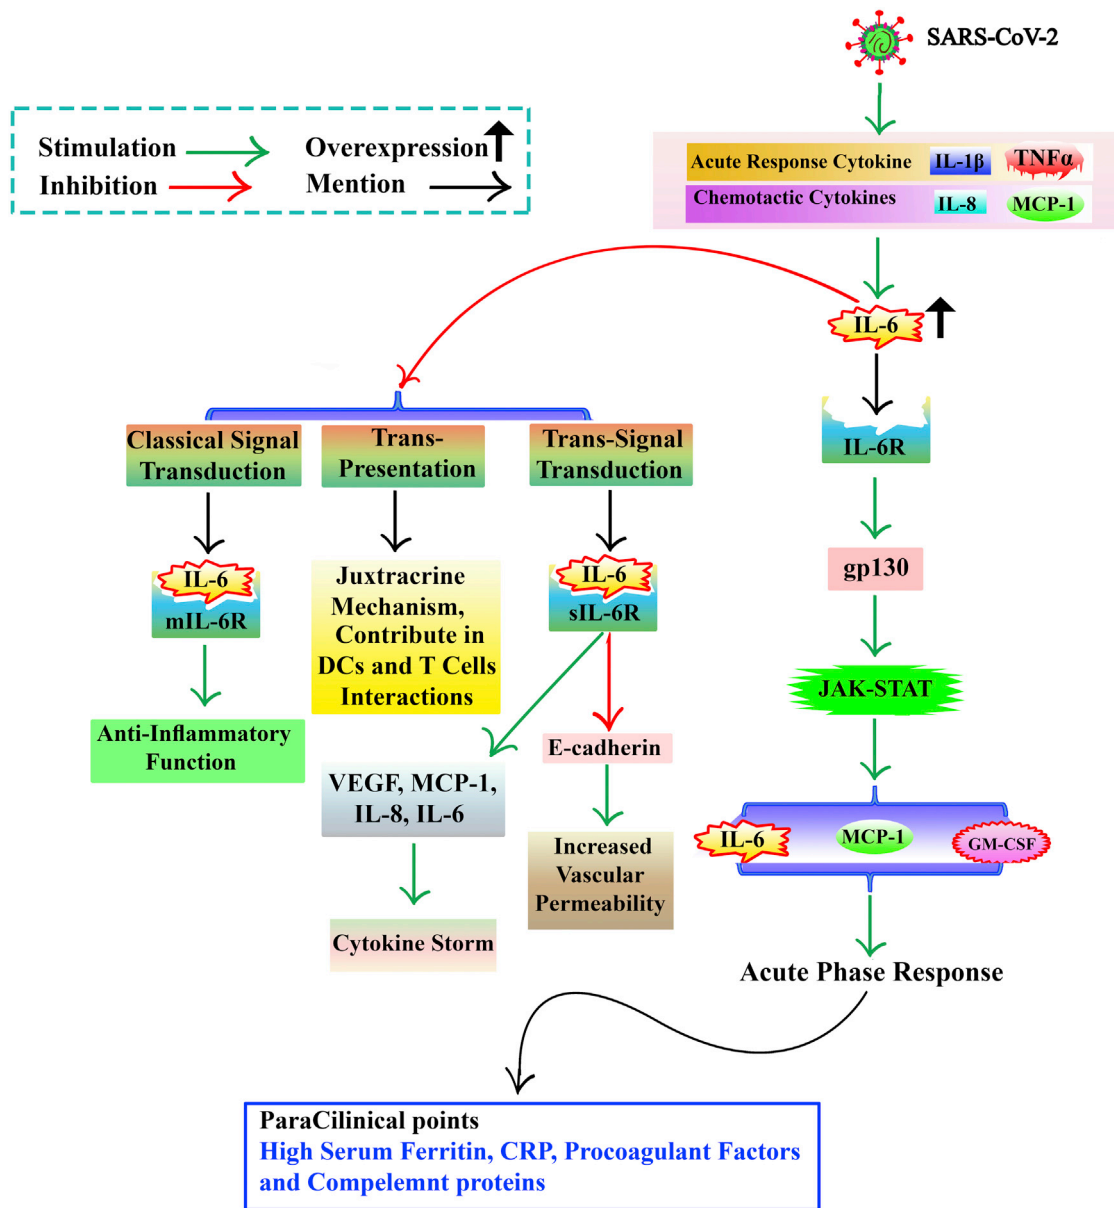 SARS-CoV-2
Stimulation
Overexpression
Inhibition
Mention
Acute Response Cytokine
IL-1β
TNFα
Chemotactic Cytokines
IL-8
MCP-1
IL-6
IL-6R
gp130
JAK-STAT
IL-6
MCP-1
GM-CSF
Acute Phase Response
Classical Signal
Transduction
Trans-
Presentation
Trans-Signal
Transduction
IL-6
mIL-6R
Anti-Inflammatory
Function
Juxtracrine
Mechanism,
Contribute in
DCs and T Cells
Interactions
IL-6
sIL-6R
VEGF, MCP-1,
IL-8, IL-6
Cytokine Storm
E-cadherin
Increased
Vascular
Permeability
ParaCilinical points
High Serum Ferritin, CRP, Procoagulant Factors
and Compelemnt proteins